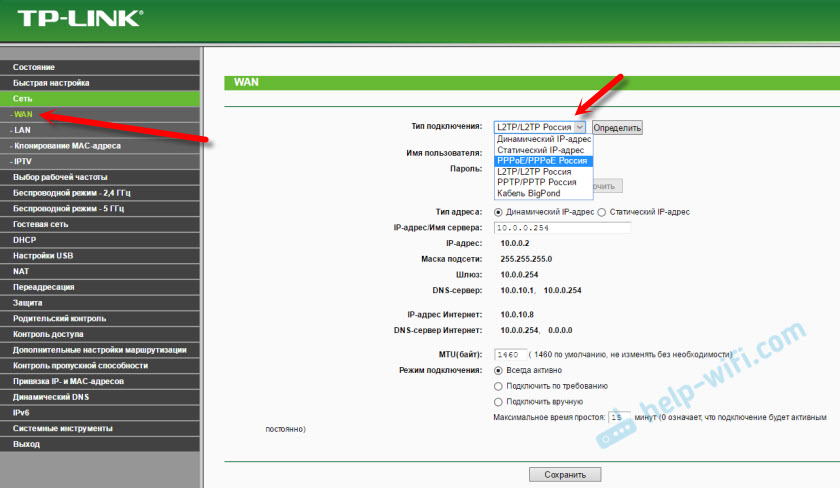 TP-LINK®
Состояние
Быстрая настройка
Сеть
- WAN
- LAN
- Клонирование MAC-адреса
- IPTV
Выбор рабочей частоты
Беспроводной режим - 2,4 ГГц
Беспроводной режим - 5 ГГц
Гостевая сеть
DHCP
Настройки USB
NAT
Переадресация
Защита
Родительский контроль
Контроль доступа
Дополнительные настройки маршрутизации
Контроль пропускной способности
Привязка IP- и MAC-адресов
Динамический DNS
IPv6
Системные инструменты
Выход
WAN
Тип подключения: L2TP/L2TP Россия Определить
Динамический IP-адрес
Статический IP-адрес
PPPoE/PPPoE Россия
L2TP/L2TP Россия
PPTP/PPTP Россия
Кабель BigPond
Имя пользователя:
Пароль:
Тип адреса: Динамический IP-адрес Статический IP-адрес
IP-адрес/Имя сервера: 10.0.0.254
IP-адрес: 10.0.0.2
Маска подсети: 255.255.255.0
Шлюз: 10.0.0.254
DNS-сервер: 10.0.10.1, 10.0.0.254
IP-адрес Интернет: 10.0.10.8
DNS-сервер Интернет: 10.0.0.254, 0.0.0.0
MTU(байт): 1460 ( 1460 по умолчанию, не изменять без необходимости)
Режим подключения: Всегда активно
Подключить по требованию
Подключить вручную
Максимальное время простоя: 15 минут (0 означает, что подключение будет активным
постоянно)
Сохранить
help-wifi.com